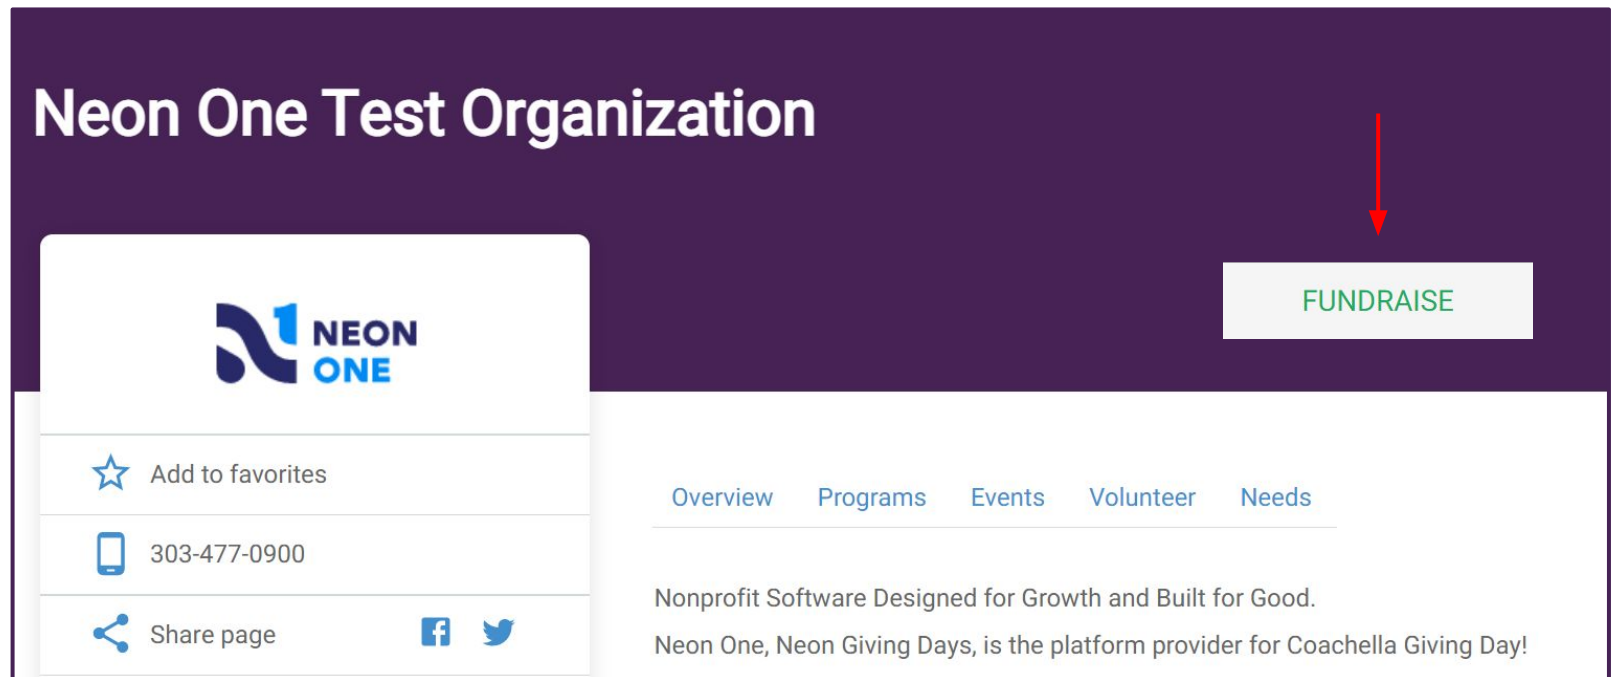 Neon One Test Organization
FUNDRAISE
NEON
ONE
Add to favorites
303-477-0900
Share page
Overview Programs Events Volunteer Needs
Nonprofit Software Designed for Growth and Built for Good.
Neon One, Neon Giving Days, is the platform provider for Coachella Giving Day!